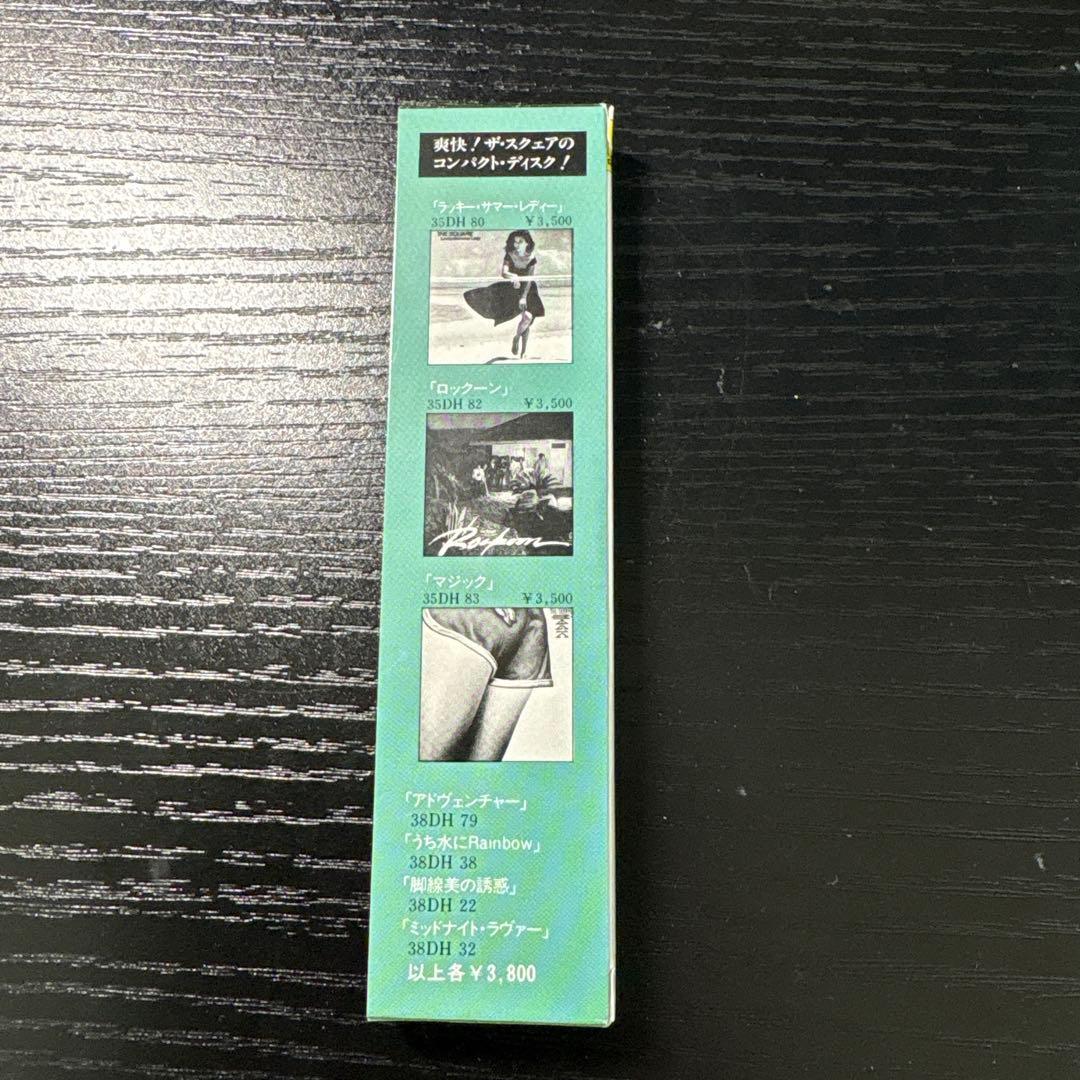 爽快!ザ・スクェアの
コンパクト・ディスク!
「ラッキー・サマー・レディー」
35DH 80 ¥3,500
THE SQUARE
「ロックーン」
35DH 82 ¥3,500
Rockoon
「マジック」
35DH 83 ¥3,500
MAGIC
「アドヴェンチャー」
38DH 79
「うち水にRainbow」
38DH 38
「脚線美の誘惑」
38DH 22
「ミッドナイト・ラヴァー」
38DH 32
以上各¥3,800